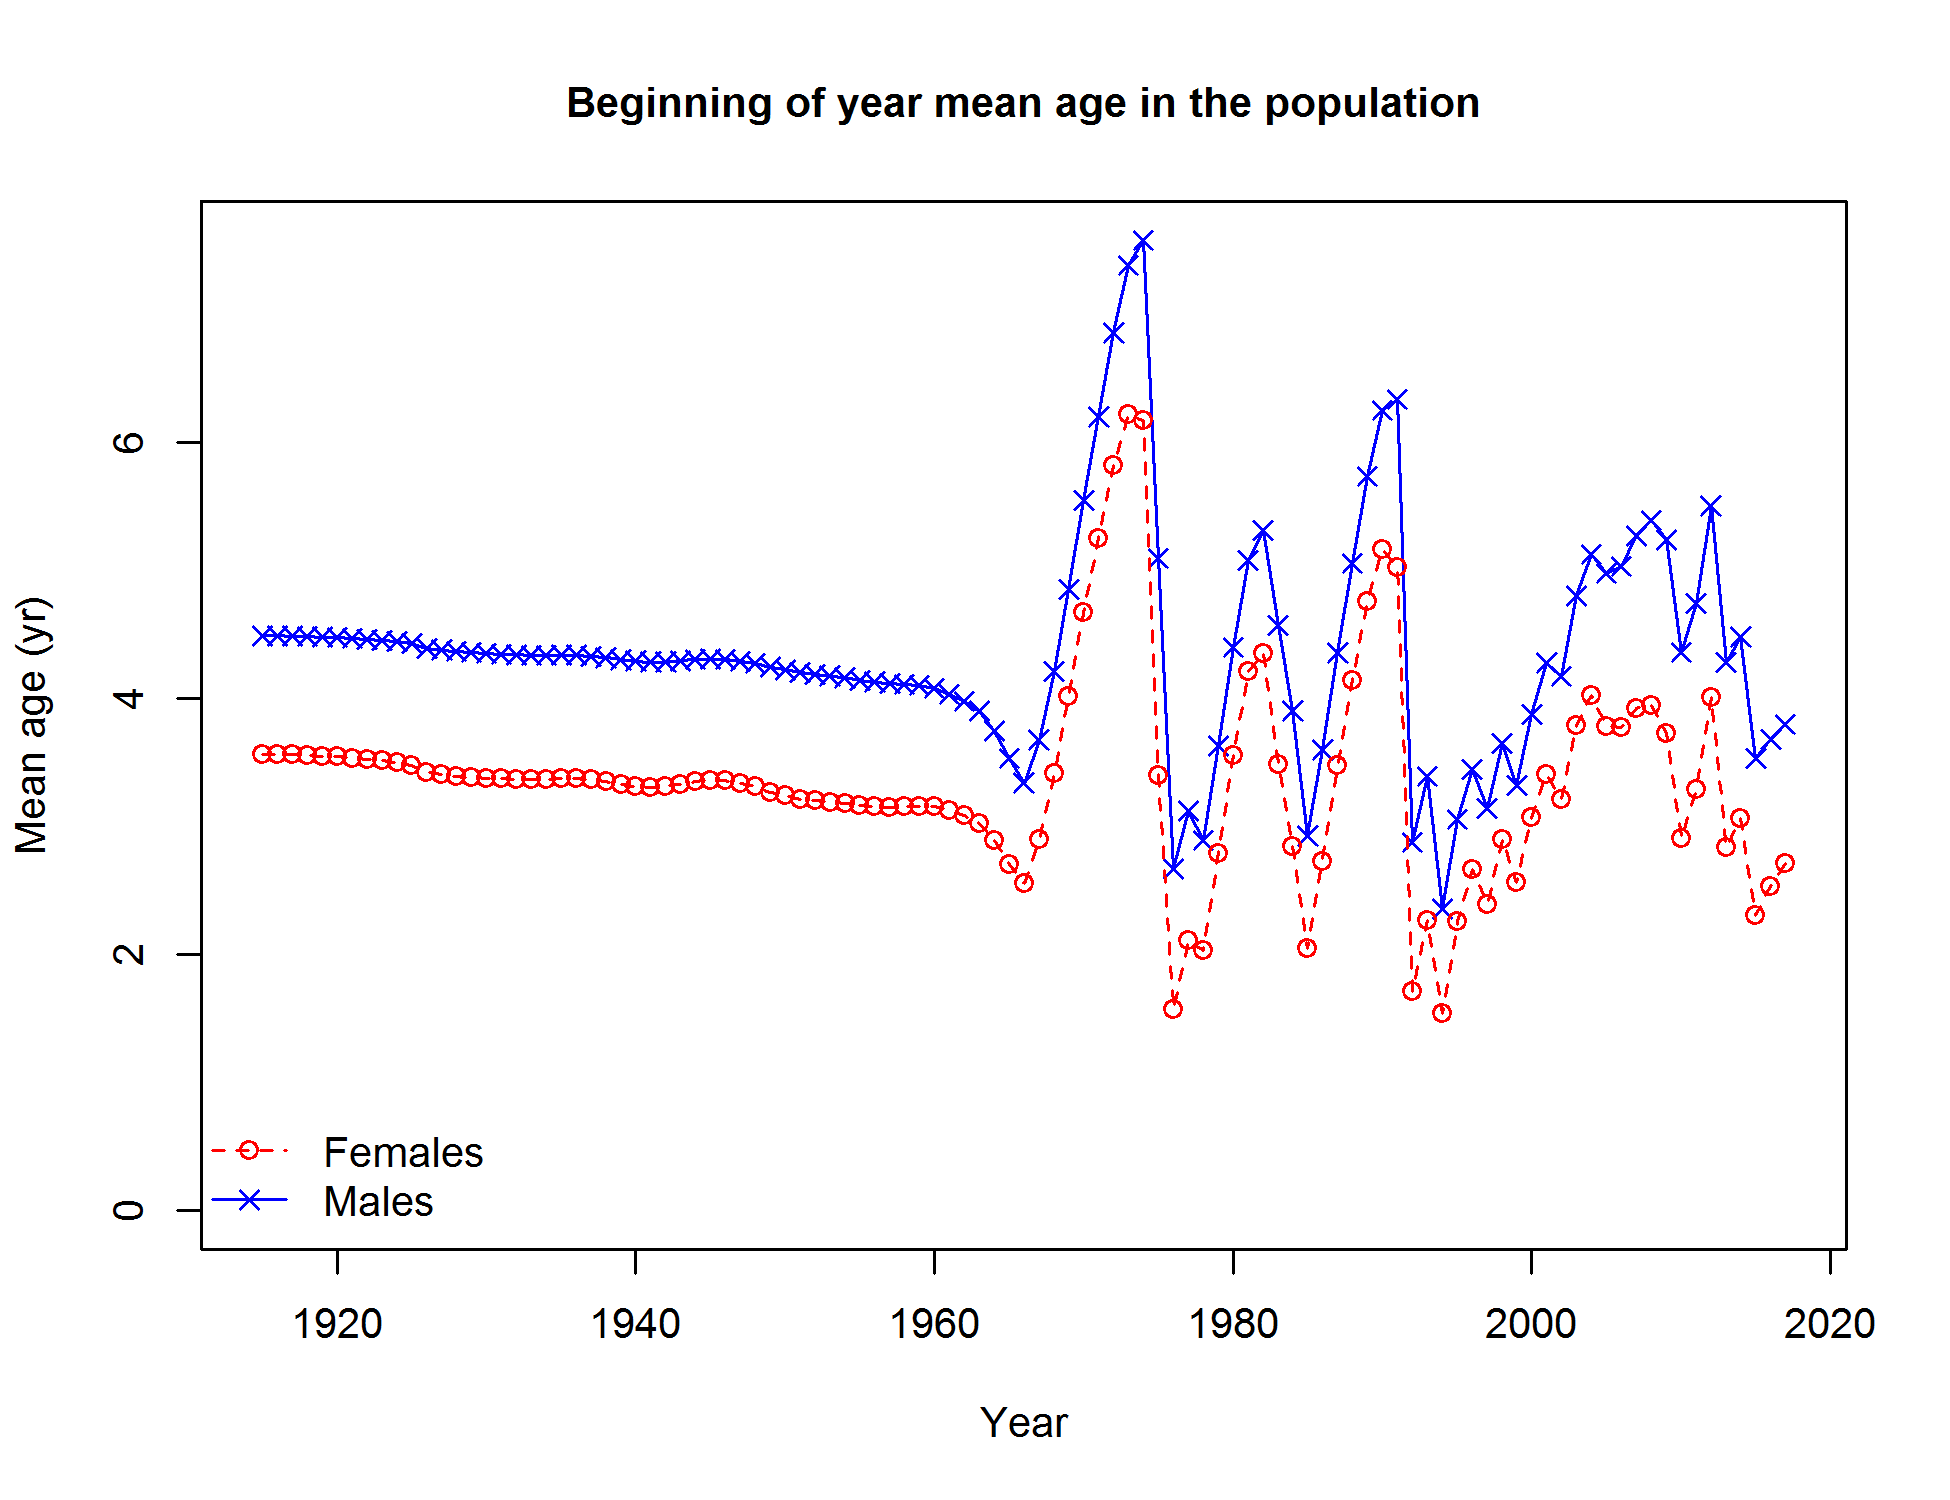 Beginning of year mean age in the population
Mean age (yr)
6
4
2
0
Females
Males
1920 1940 1960 1980 2000 2020
Year